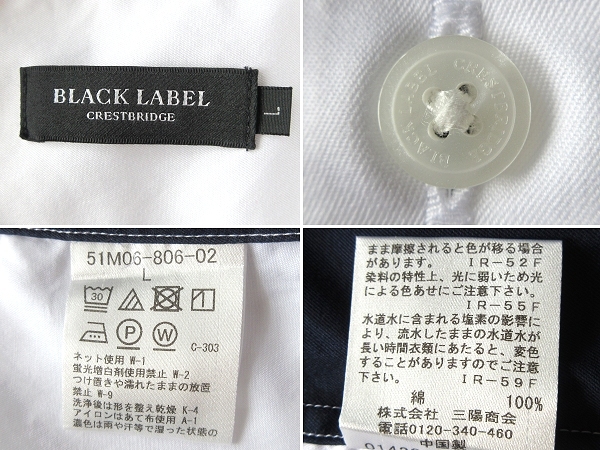 BLACK LABEL
CRESTBRIDGE
L
BLACK LABEL CRESTBRIDGE
51M06-806-02
L
30
C-303
ネット使用 W-1
蛍光増白剤使用禁止 W-2
つけ置きや濡れたままの放置
禁止 W-9
洗浄後は形を整え乾燥 K-4
アイロンはあて布使用 A-1
濃色は雨や汗等で湿った状態の
まま摩擦されると色が移る場合
があります。 IR-52F
染料の特性上、光に弱いため光
による色あせにご注意下さい。
IR-55F
水道水に含まれる塩素の影響に
より、流水したままの水道水が
長い時間衣類にあたると、変色
することがありますのでご注意
下さい。 IR-59F
綿 100%
株式会社 三陽商会
電話0120-340-460
中国製